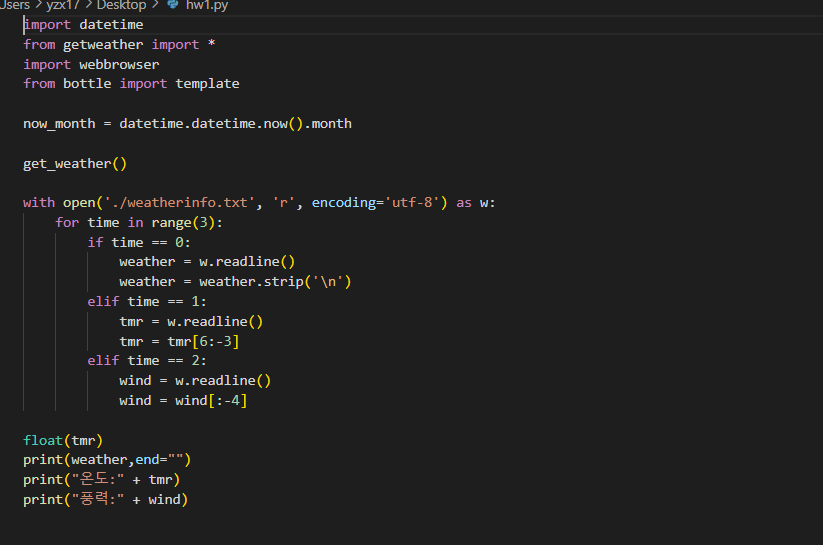 Users > yzx17 > Desktop > hw1.py
import datetime
from getweather import *
import webbrowser
from bottle import template
now_month = datetime.datetime.now().month
get_weather()
with open('./weatherinfo.txt', 'r', encoding='utf-8') as w:
    for time in range(3):
        if time == 0:
            weather = w.readline()
            weather = weather.strip('\n')
        elif time == 1:
            tmr = w.readline()
            tmr = tmr[6:-3]
        elif time == 2:
            wind = w.readline()
            wind = wind[:-4]
float(tmr)
print(weather,end="")
print("온도:" + tmr)
print("풍력:" + wind)